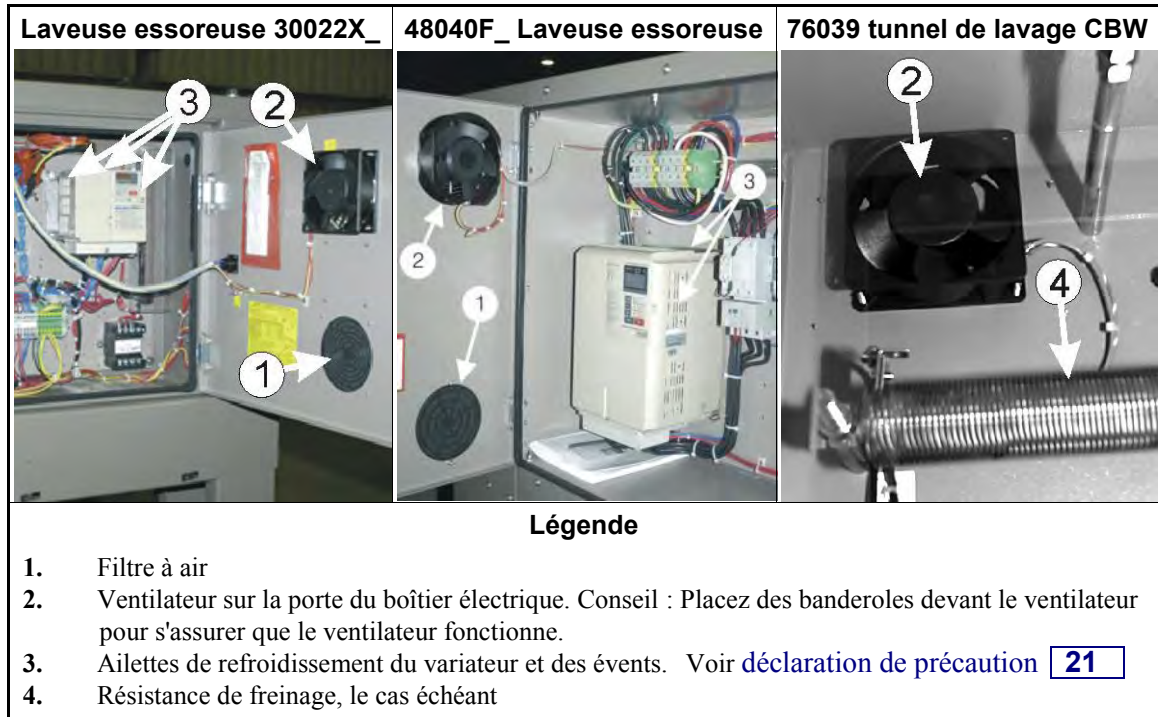 Laveuse essoreuse 30022X_
48040F_ Laveuse essoreuse
76039 tunnel de lavage CBW
3
2
1
2
3
1
2
4
Légende
1. Filtre à air
2. Ventilateur sur la porte du boîtier électrique. Conseil : Placez des banderoles devant le ventilateur
pour s'assurer que le ventilateur fonctionne.
3. Ailettes de refroidissement du variateur et des évents. Voir déclaration de précaution 21
4. Résistance de freinage, le cas échéant